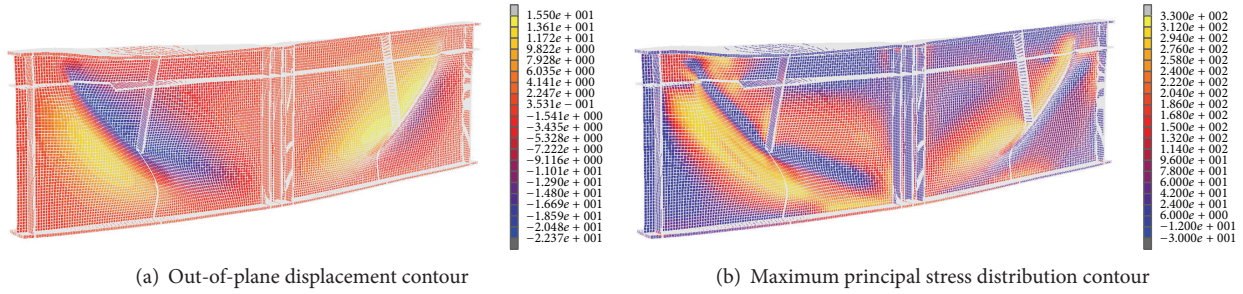 1.550e + 001
1.361e + 001
1.172e + 001
9.822e + 000
7.928e + 000
6.035e + 000
4.141e + 000
2.247e + 000
3.531e − 001
−1.541e + 000
−3.435e + 000
−5.328e + 000
−7.222e + 000
−9.116e + 000
−1.101e + 001
−1.290e + 001
−1.480e + 001
−1.669e + 001
−1.859e + 001
−2.048e + 001
−2.237e + 001
(a) Out-of-plane displacement contour
3.300e + 002
3.120e + 002
2.940e + 002
2.760e + 002
2.580e + 002
2.400e + 002
2.220e + 002
2.040e + 002
1.860e + 002
1.680e + 002
1.500e + 002
1.320e + 002
1.140e + 002
9.600e + 001
7.800e + 001
6.000e + 001
4.200e + 001
2.400e + 001
6.000e + 000
−1.200e + 001
−3.000e + 001
(b) Maximum principal stress distribution contour